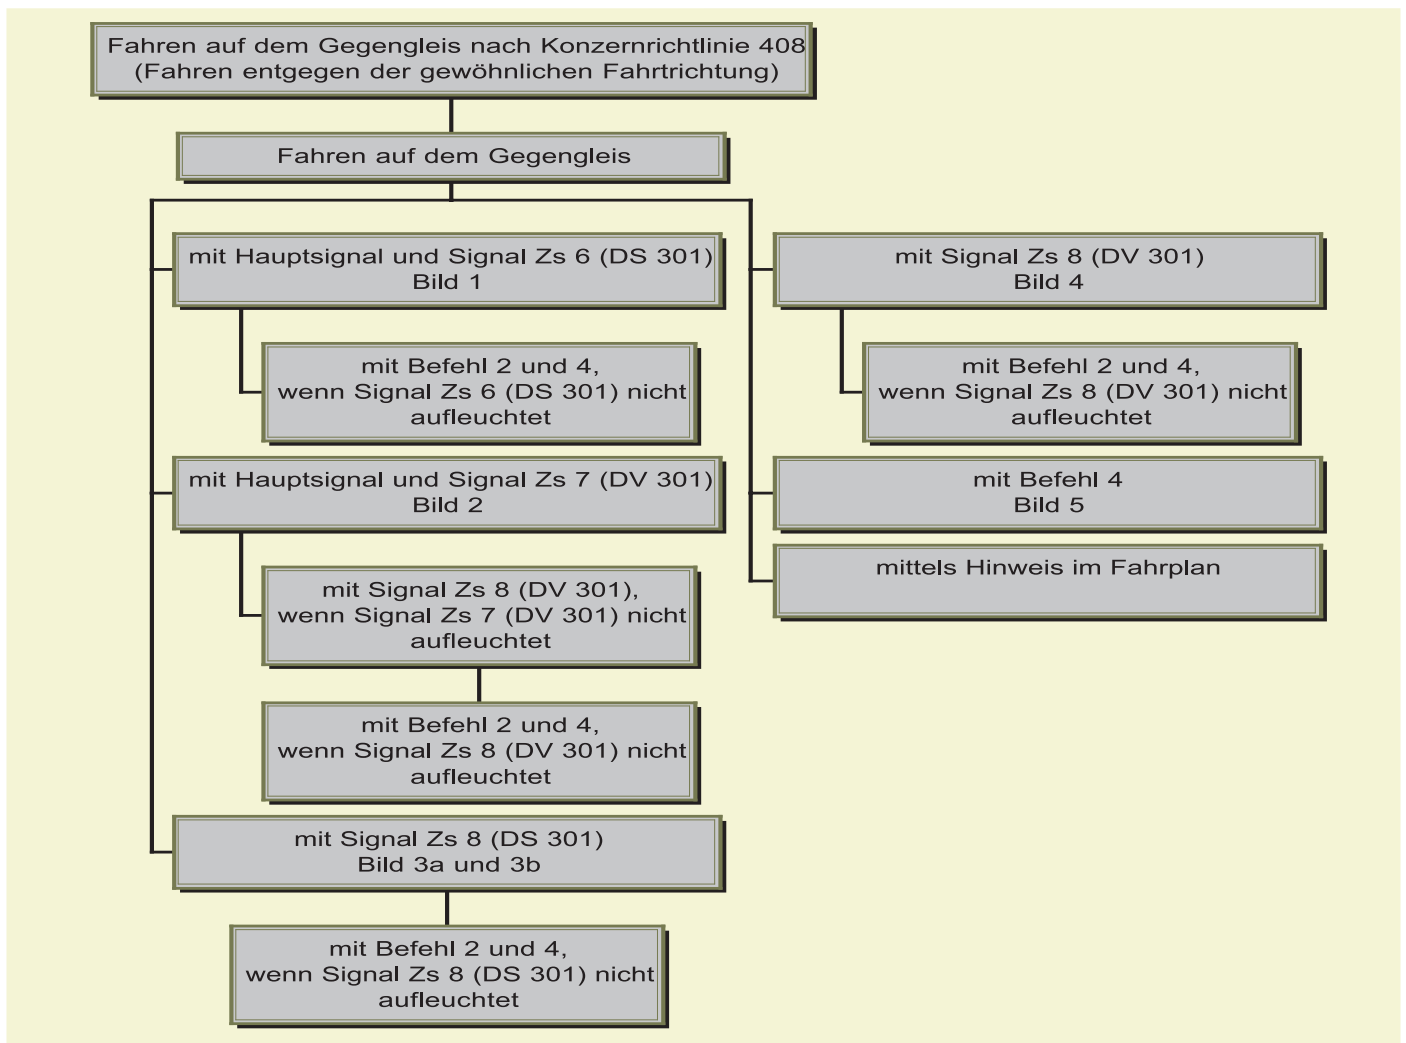 Fahren auf dem Gegengleis nach Konzernrichtlinie 408
(Fahren entgegen der gewöhnlichen Fahrtrichtung)
Fahren auf dem Gegengleis
mit Hauptsignal und Signal Zs 6 (DS 301)
Bild 1
mit Befehl 2 und 4,
wenn Signal Zs 6 (DS 301) nicht
aufleuchtet
mit Hauptsignal und Signal Zs 7 (DV 301)
Bild 2
mit Signal Zs 8 (DV 301),
wenn Signal Zs 7 (DV 301) nicht
aufleuchtet
mit Befehl 2 und 4,
wenn Signal Zs 8 (DV 301) nicht
aufleuchtet
mit Signal Zs 8 (DS 301)
Bild 3a und 3b
mit Befehl 2 und 4,
wenn Signal Zs 8 (DS 301) nicht
aufleuchtet
mit Signal Zs 8 (DV 301)
Bild 4
mit Befehl 2 und 4,
wenn Signal Zs 8 (DV 301) nicht
aufleuchtet
mit Befehl 4
Bild 5
mittels Hinweis im Fahrplan